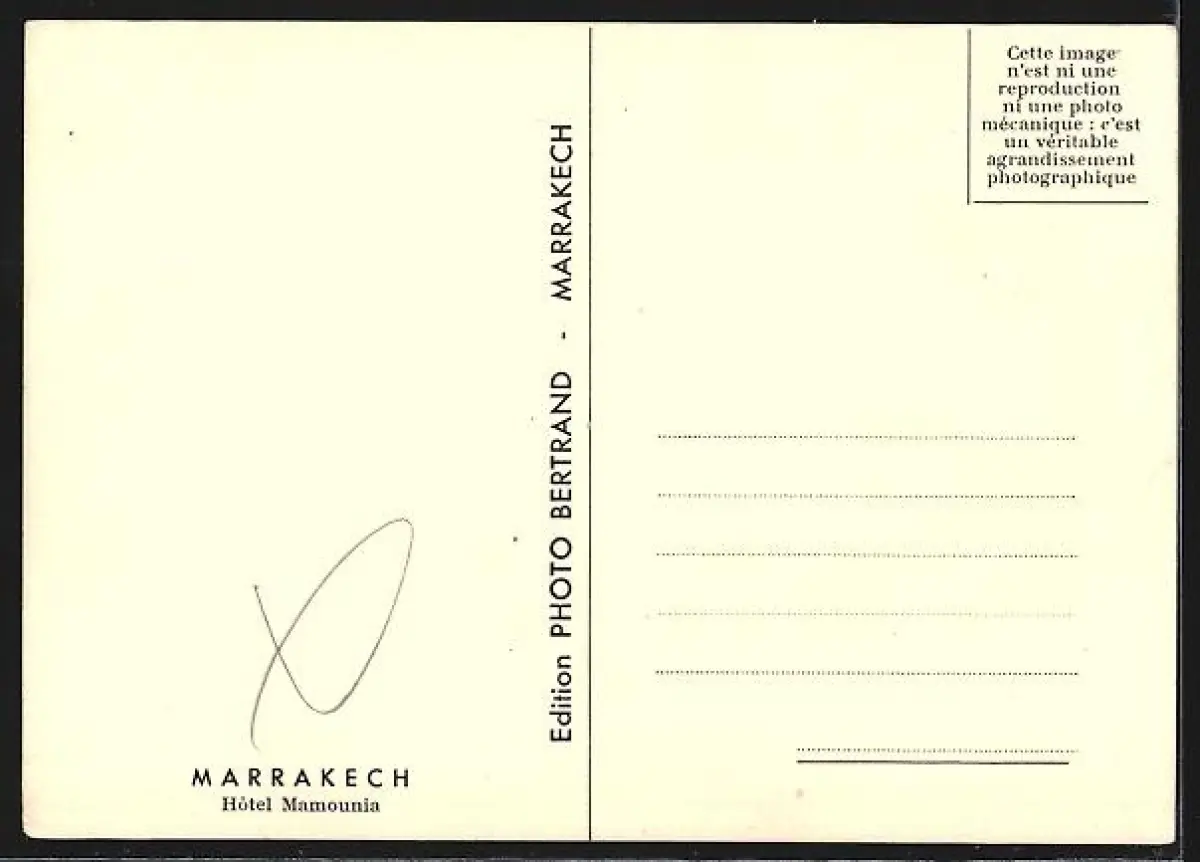 MARRAKECH
Hôtel Mamounia
Edition PHOTO BERTRAND - MARRAKECH
Cette image
n'est ni une
reproduction
ni une photo
mécanique : c'est
un véritable
agrandissement
photographique